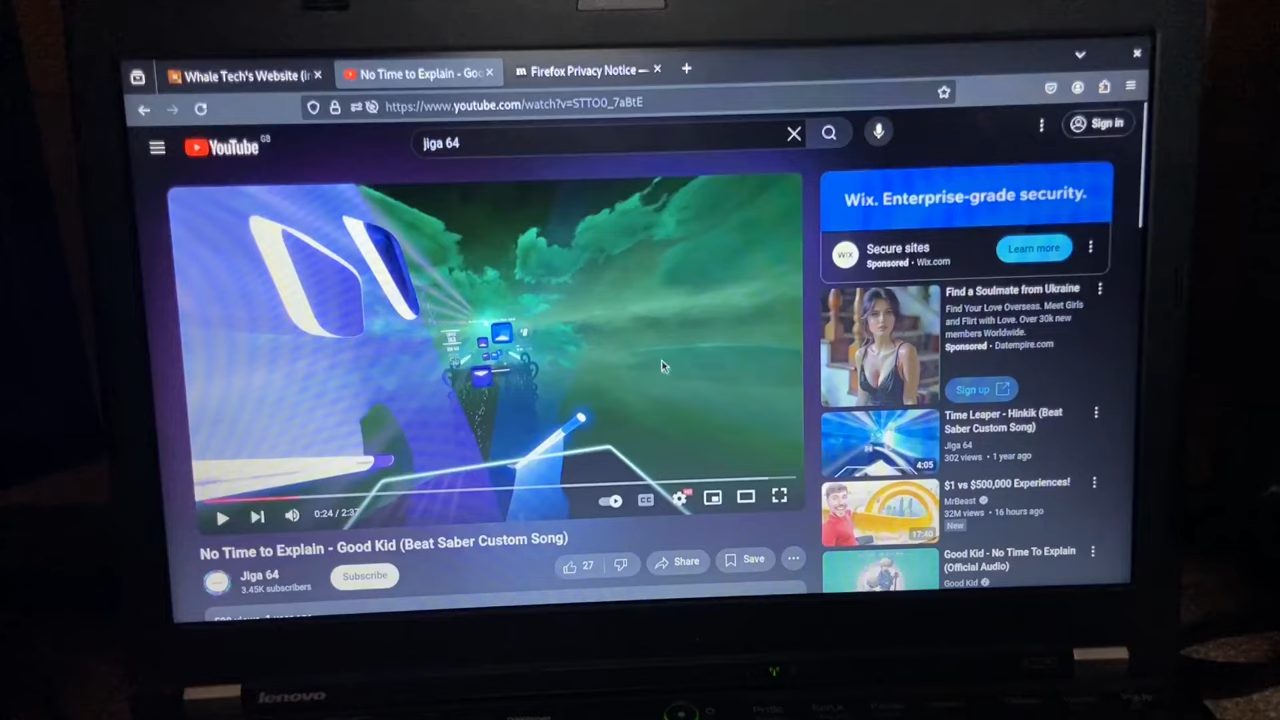 Whale Tech's Website (ir
No Time to Explain - Goo
Firefox Privacy Notice —
https://www.youtube.com/watch?v=STTO0_7aBtE
YouTube GB
Jiga 64
Sign in
Wix. Enterprise-grade security.
WIX
Secure sites
Sponsored • Wix.com
Learn more
Find a Soulmate from Ukraine
Find Your Love Overseas. Meet Girls
and Flirt with Love. Over 30k new
members Worldwide.
Sponsored • Datempire.com
Sign up
Time Leaper - Hinkik (Beat
Saber Custom Song)
Jiga 64
302 views • 1 year ago
4:05
$1 vs $500,000 Experiences!
MrBeast
32M views • 16 hours ago
New
17:40
Good Kid - No Time To Explain
(Official Audio)
Good Kid
0:24 / 2:37
CC
No Time to Explain - Good Kid (Beat Saber Custom Song)
Jiga 64
3.45K subscribers
Subscribe
27
Share
Save
lenovo